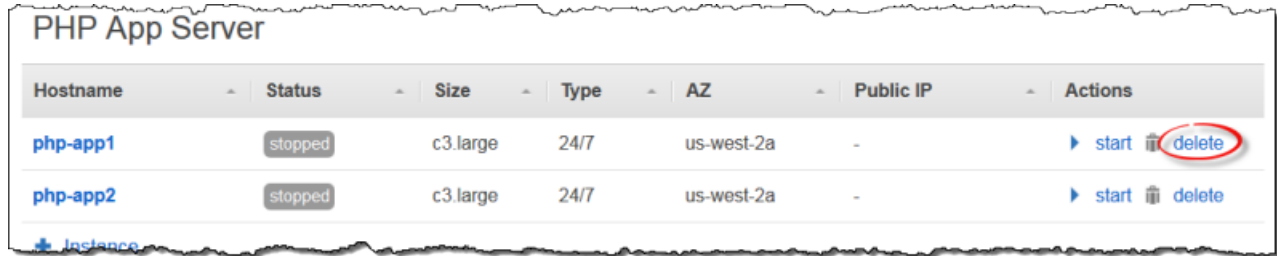 PHP App Server
Hostname Status Size Type AZ Public IP Actions
php-app1 stopped c3.large 24/7 us-west-2a - start delete
php-app2 stopped c3.large 24/7 us-west-2a - start delete
Instance